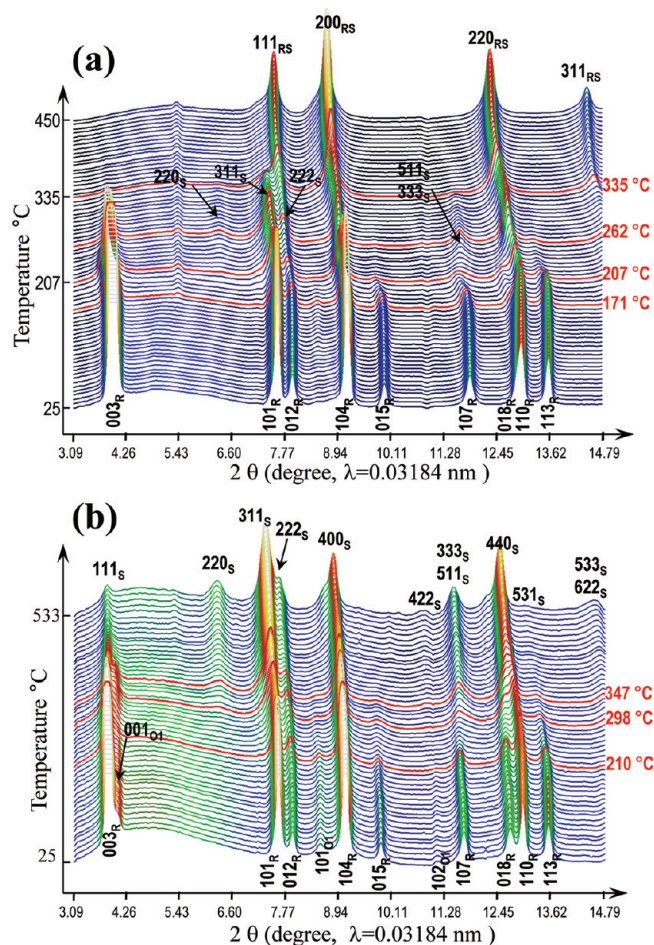 (a)
200RS
111RS
220RS
311RS
450
335
207
25
Temperature °C
220S
311S
222S
511S
333S
335 °C
262 °C
207 °C
171 °C
003R
101R
012R
104R
015R
107R
018R
110R
113R
3.09 4.26 5.43 6.60 7.77 8.94 10.11 11.28 12.45 13.62 14.79
2 θ (degree, λ=0.03184 nm )
(b)
311S
222S
400S
111S
220S
333S
511S
440S
422S
531S
533S
622S
533
25
Temperature °C
347 °C
298 °C
210 °C
001O1
003R
101R
012R
101O1
104R
015R
102O1
107R
018R
110R
113R
3.09 4.26 5.43 6.60 7.77 8.94 10.11 11.28 12.45 13.62 14.79
2 θ (degree, λ=0.03184 nm )